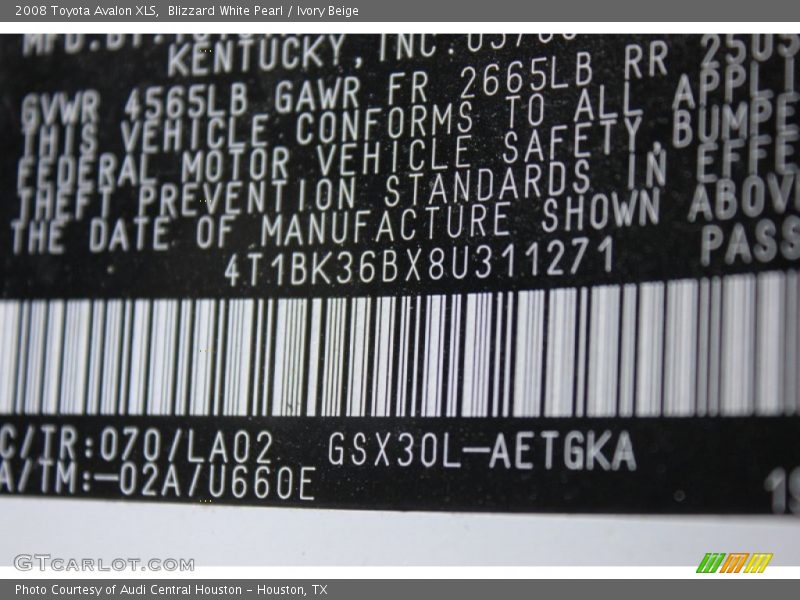 2008 Toyota Avalon XLS,  Blizzard White Pearl / Ivory Beige
KENTUCKY, INC.
GVWR 4565LB GAWR FR 2665LB RR
THIS VEHICLE CONFORMS TO ALL APPLI
FEDERAL MOTOR VEHICLE SAFETY, BUMPE
THEFT PREVENTION STANDARDS IN EFFE
THE DATE OF MANUFACTURE SHOWN ABOVE
4T1BK36BX8U311271 PASS
C/TR:070/LA02 GSX30L-AETGKA
A/TM:-02A/U660E
GTCARLOT.COM
Photo Courtesy of Audi Central Houston – Houston, TX